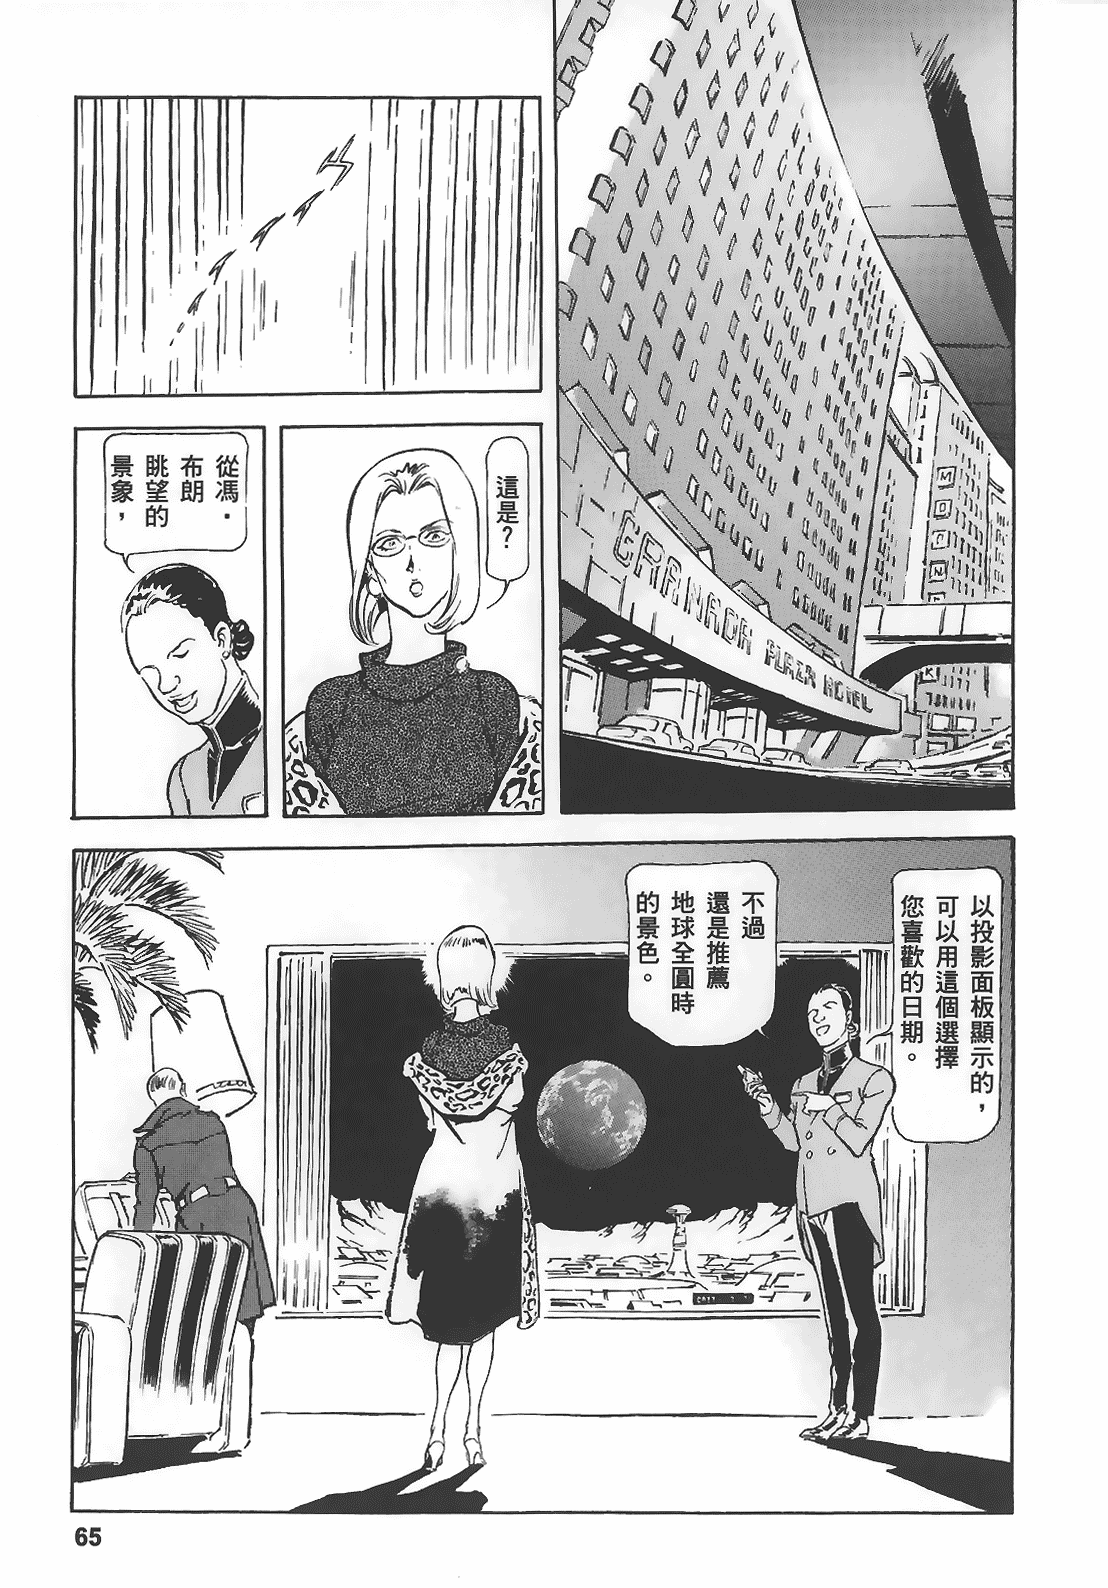 GRANADA PLAZA HOTEL
這是？
從馮・
布朗
眺望的
景象，
以投影面板顯示的，
可以用這個選擇
您喜歡的日期。
不過
還是推薦
地球全圓時
的景色。
65